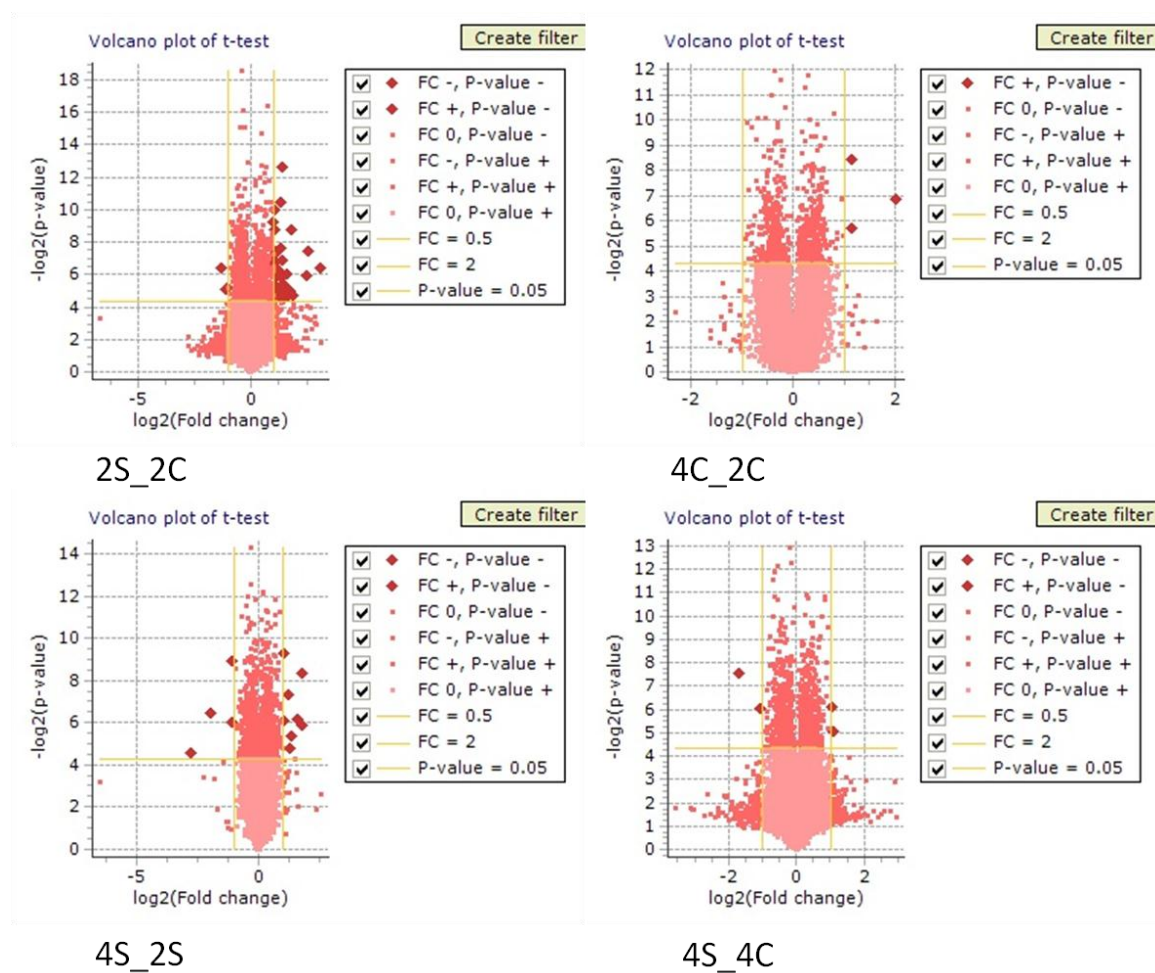 Volcano plot of t-test
Create filter
-log2(p-value)
18
16
14
12
10
8
6
4
2
0
-5
0
log2(Fold change)
FC -, P-value -
FC +, P-value -
FC 0, P-value -
FC -, P-value +
FC +, P-value +
FC 0, P-value +
FC = 0.5
FC = 2
P-value = 0.05
2S_2C
Volcano plot of t-test
Create filter
-log2(p-value)
12
11
10
9
8
7
6
5
4
3
2
1
0
-2
0
2
log2(Fold change)
FC +, P-value -
FC 0, P-value -
FC -, P-value +
FC +, P-value +
FC 0, P-value +
FC = 0.5
FC = 2
P-value = 0.05
4C_2C
Volcano plot of t-test
Create filter
-log2(p-value)
14
12
10
8
6
4
2
0
-5
0
log2(Fold change)
FC -, P-value -
FC +, P-value -
FC 0, P-value -
FC -, P-value +
FC +, P-value +
FC 0, P-value +
FC = 0.5
FC = 2
P-value = 0.05
4S_2S
Volcano plot of t-test
Create filter
-log2(p-value)
13
12
11
10
9
8
7
6
5
4
3
2
1
0
-2
0
2
log2(Fold change)
FC -, P-value -
FC +, P-value -
FC 0, P-value -
FC -, P-value +
FC +, P-value +
FC 0, P-value +
FC = 0.5
FC = 2
P-value = 0.05
4S_4C